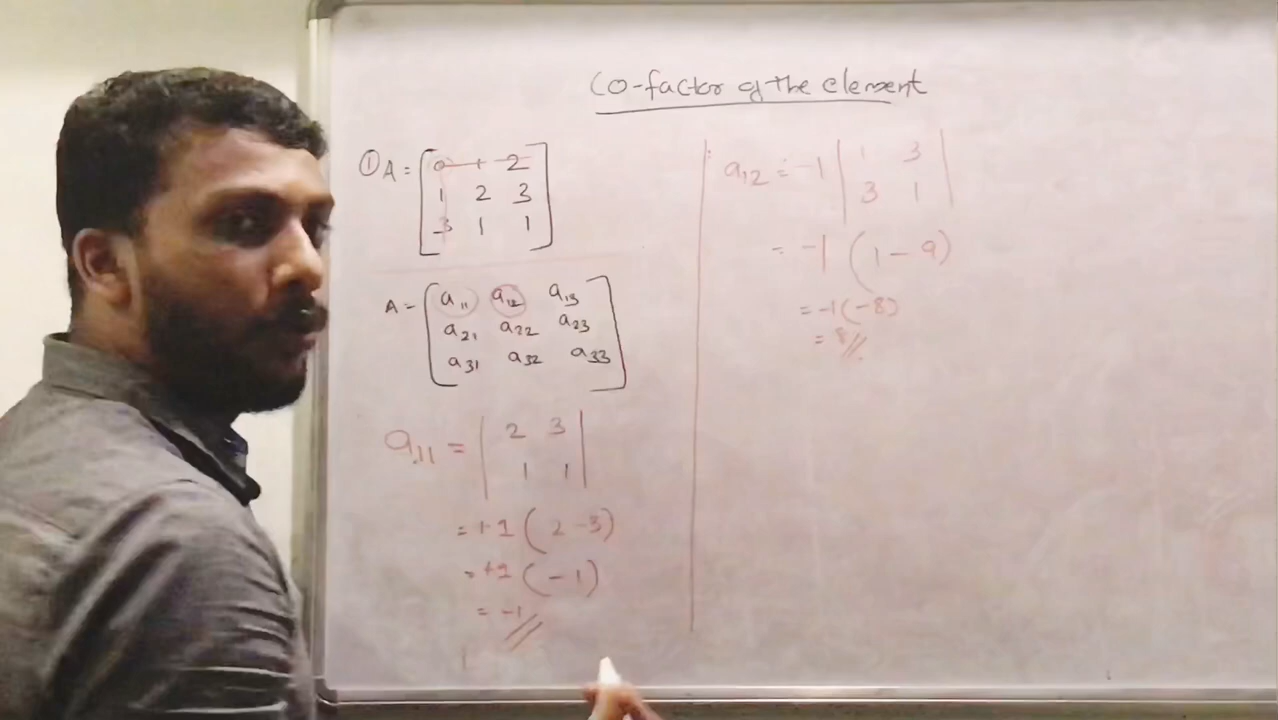 Co-factor of the element
① A = [ 0 1 2
1 2 3
3 1 1 ]
A = [ a11 a12 a13
a21 a22 a23
a31 a32 a33 ]
a11 = | 2 3
1 1 |
= +1 ( 2 - 3 )
= +1 ( - 1 )
= -1 //
a12 = -1 | 1 3
3 1 |
= -1 ( 1 - 9 )
= -1 ( -8 )
= 8 //